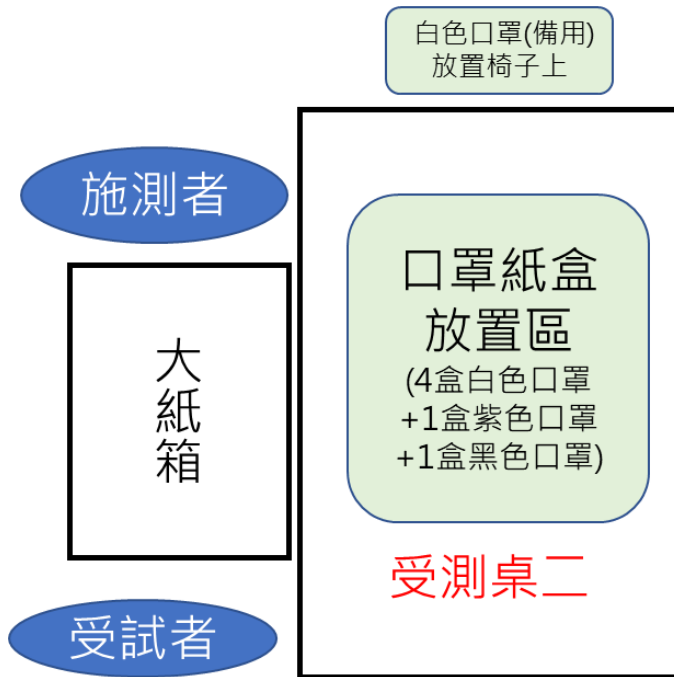 白色口罩(備用)
放置椅子上
施測者
口罩紙盒
放置區
(4盒白色口罩
+1盒紫色口罩
+1盒黑色口罩)
大紙箱
受測桌二
受試者